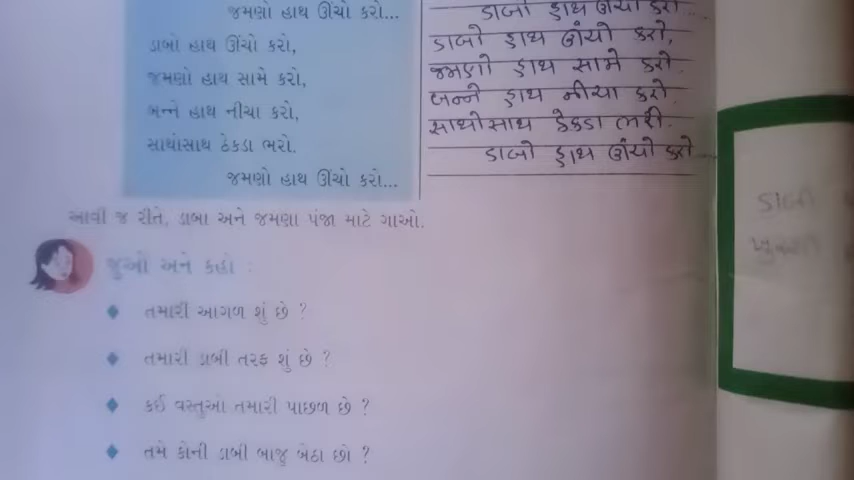 જમણો હાથ ઊંચો કરો...
ડાબો હાથ ઊંચો કરો,
જમણો હાથ સામે કરો,
બન્ને હાથ નીચા કરો,
સાથોસાથ ઠેકડા ભરો.
જમણો હાથ ઊંચો કરો...
ડાબો હાથ ઊંચો કરો...
ડાબો હાથ ઊંચો કરો,
જમણો હાથ સામે કરો.
બન્ને હાથ નીચા કરો.
સાથોસાથ ઠેકડા ભરો.
ડાબો હાથ ઊંચો કરો...
આવી જ રીતે, ડાબા અને જમણા પંજા માટે ગાઓ.
જુઓ અને કહો :
તમારી આગળ શું છે ?
તમારી ડાબી તરફ શું છે ?
કઈ વસ્તુઓ તમારી પાછળ છે ?
તમે કોની ડાબી બાજુ બેઠા છો ?